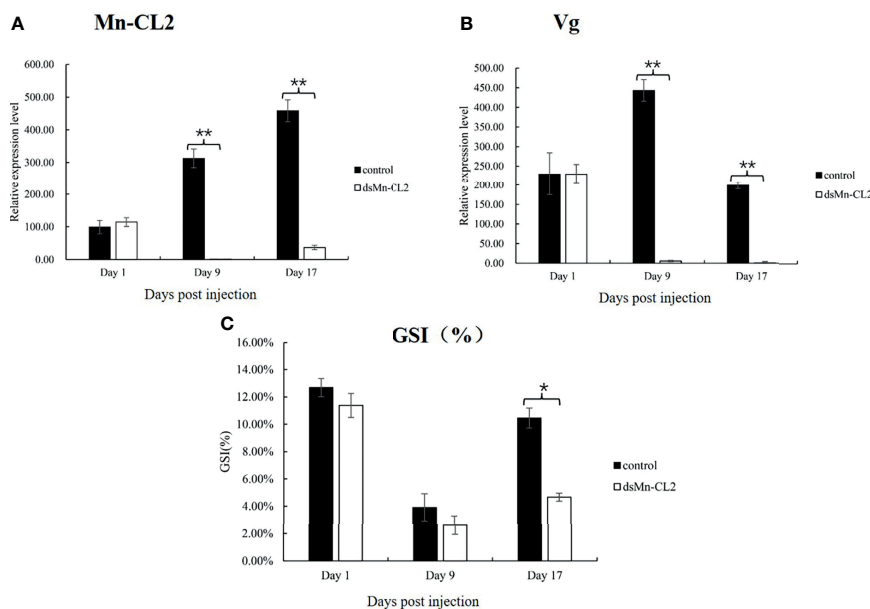 A
Mn-CL2
Relative expression level
600.00
500.00
400.00
300.00
200.00
100.00
0.00
**
**
control
dsMn-CL2
Day 1 Day 9 Day 17
Days post injection
B
Vg
Relative expression level
500.00
450.00
400.00
350.00
300.00
250.00
200.00
150.00
100.00
50.00
0.00
**
**
control
dsMn-CL2
Day 1 Day 9 Day 17
Days post injection
C
GSI（%）
GSI(%)
16.00%
14.00%
12.00%
10.00%
8.00%
6.00%
4.00%
2.00%
0.00%
*
control
dsMn-CL2
Day 1 Day 9 Day 17
Days post injection